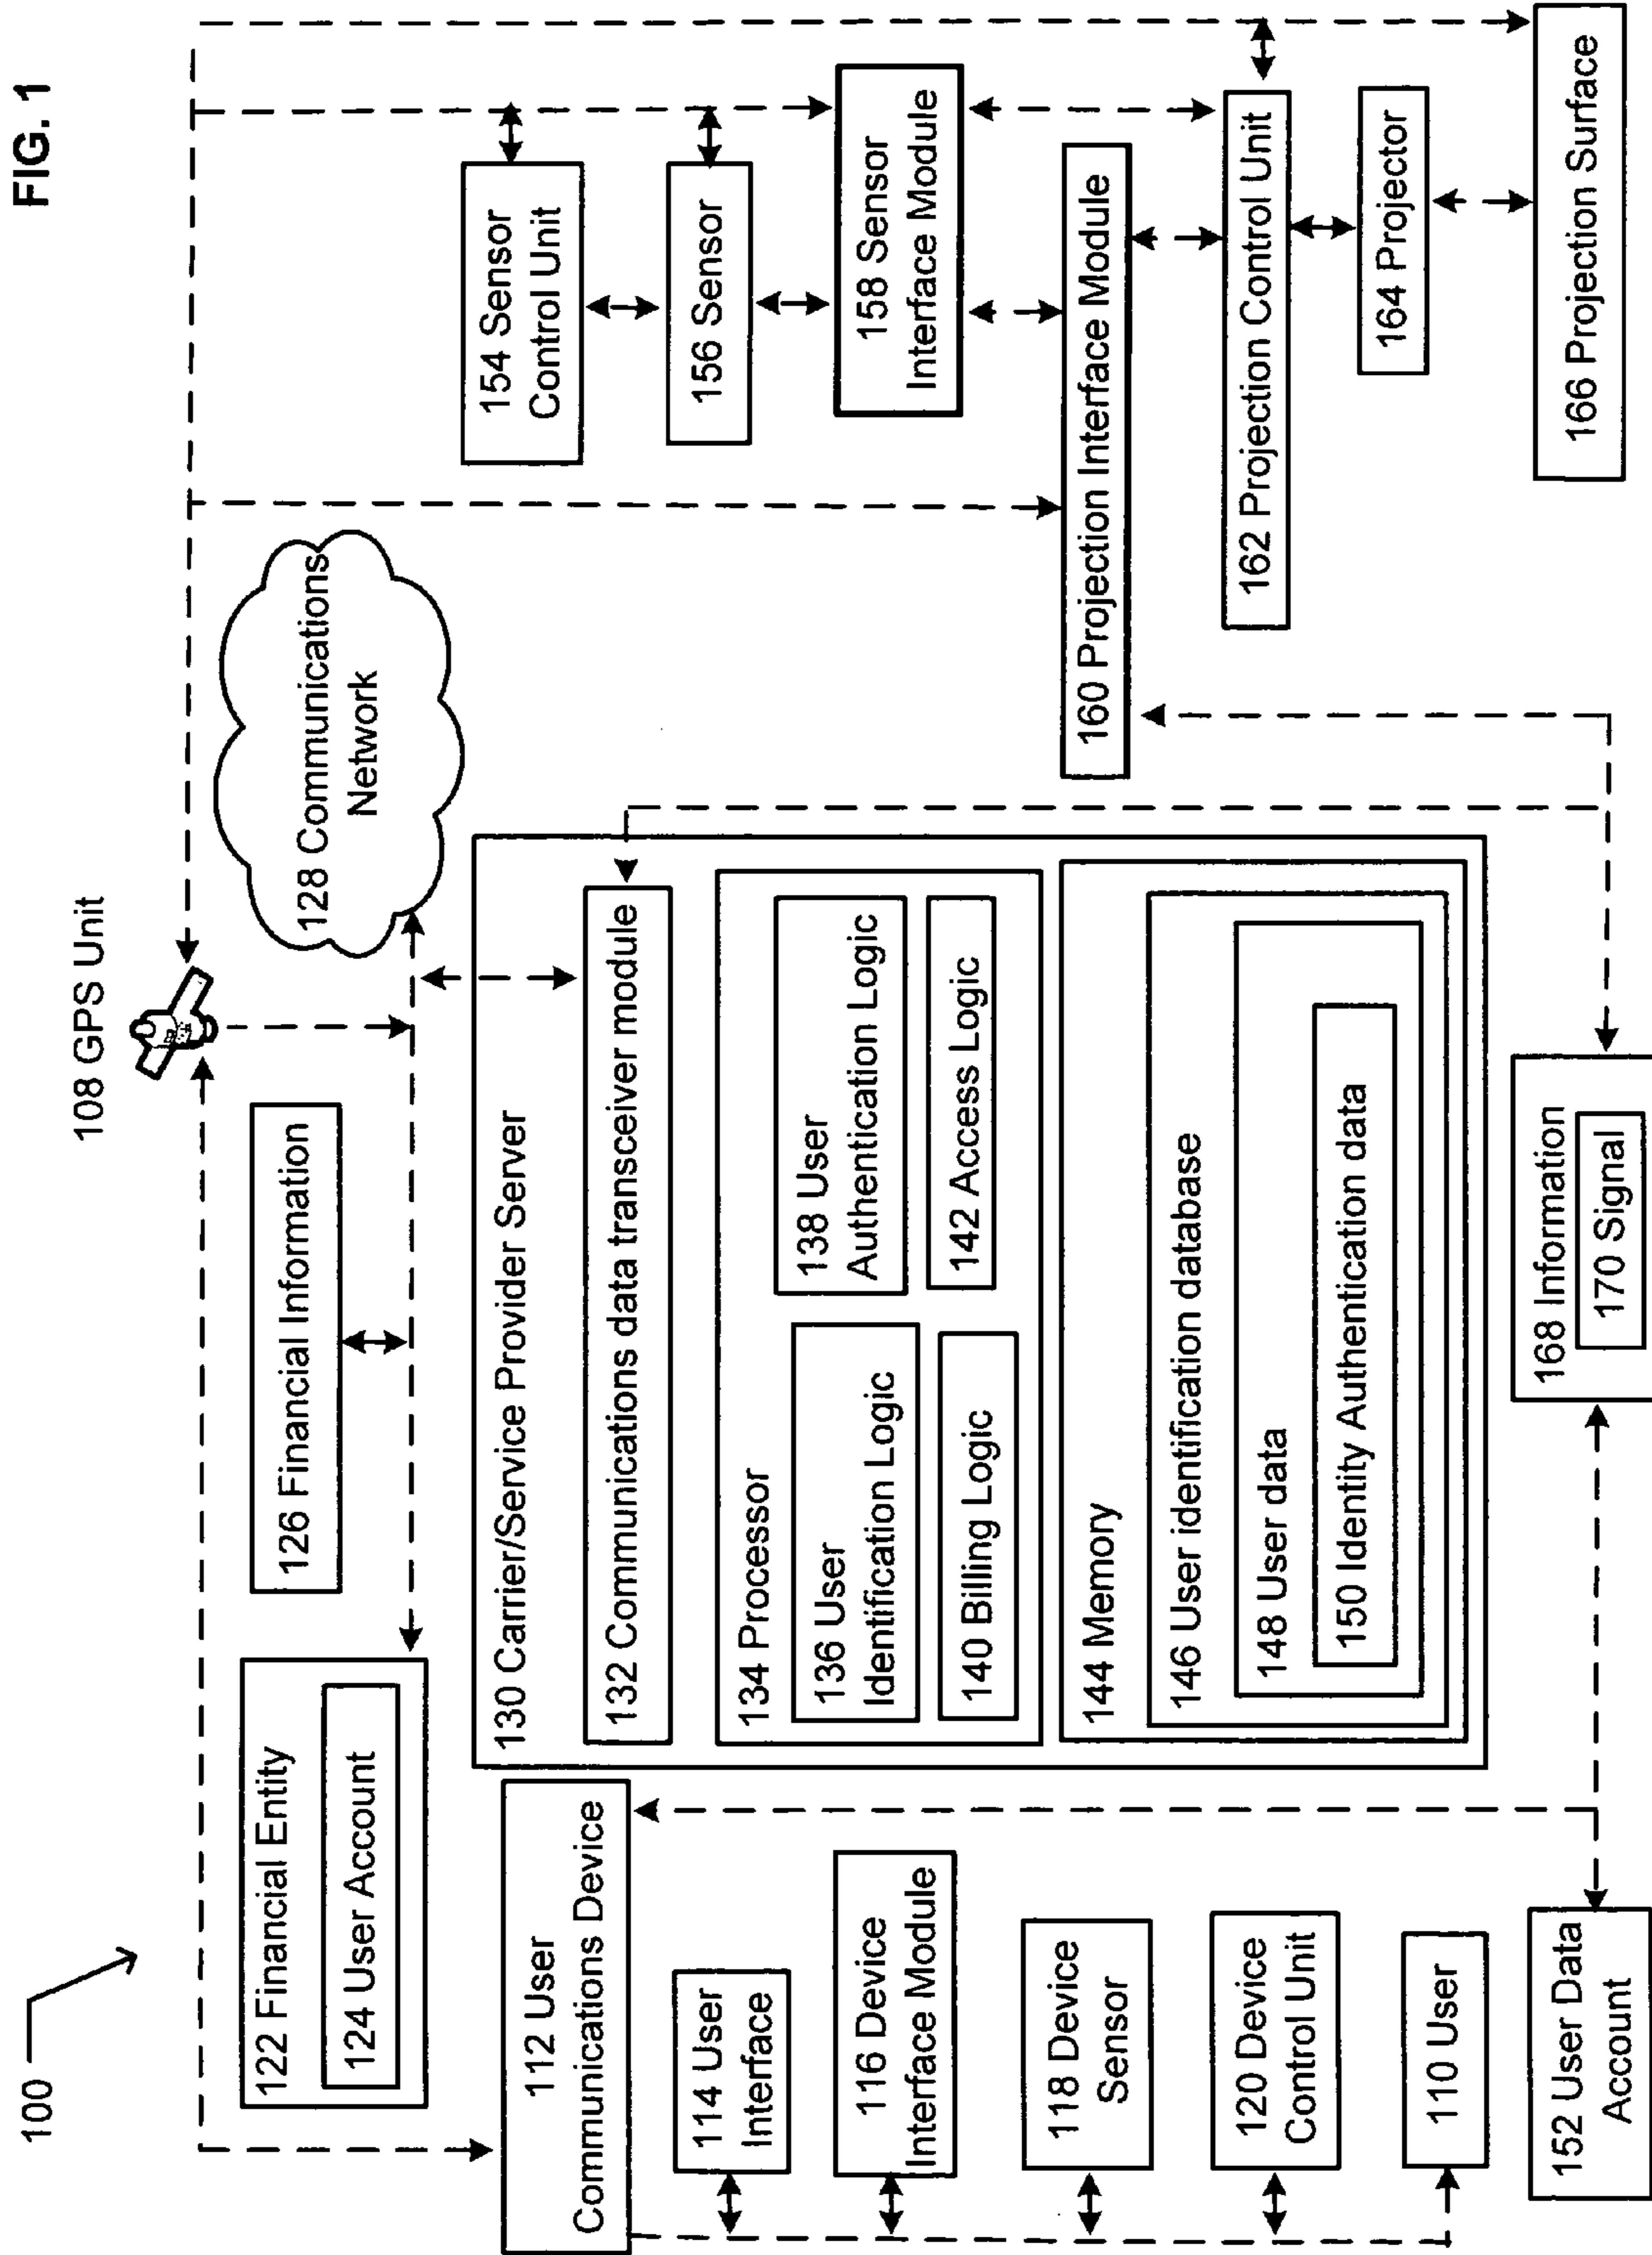 FIG. 1
100
108 GPS Unit
122 Financial Entity
124 User Account
126 Financial Information
128 Communications
Network
112 User
Communications Device
114 User
Interface
116 Device
Interface Module
118 Device
Sensor
120 Device
Control Unit
110 User
152 User Data
Account
130 Carrier/Service Provider Server
132 Communications data transceiver module
134 Processor
136 User
Identification Logic
138 User
Authentication Logic
140 Billing Logic
142 Access Logic
144 Memory
146 User identification database
148 User data
150 Identity Authentication data
168 Information
170 Signal
154 Sensor
Control Unit
156 Sensor
158 Sensor
Interface Module
160 Projection Interface Module
162 Projection Control Unit
164 Projector
166 Projection Surface